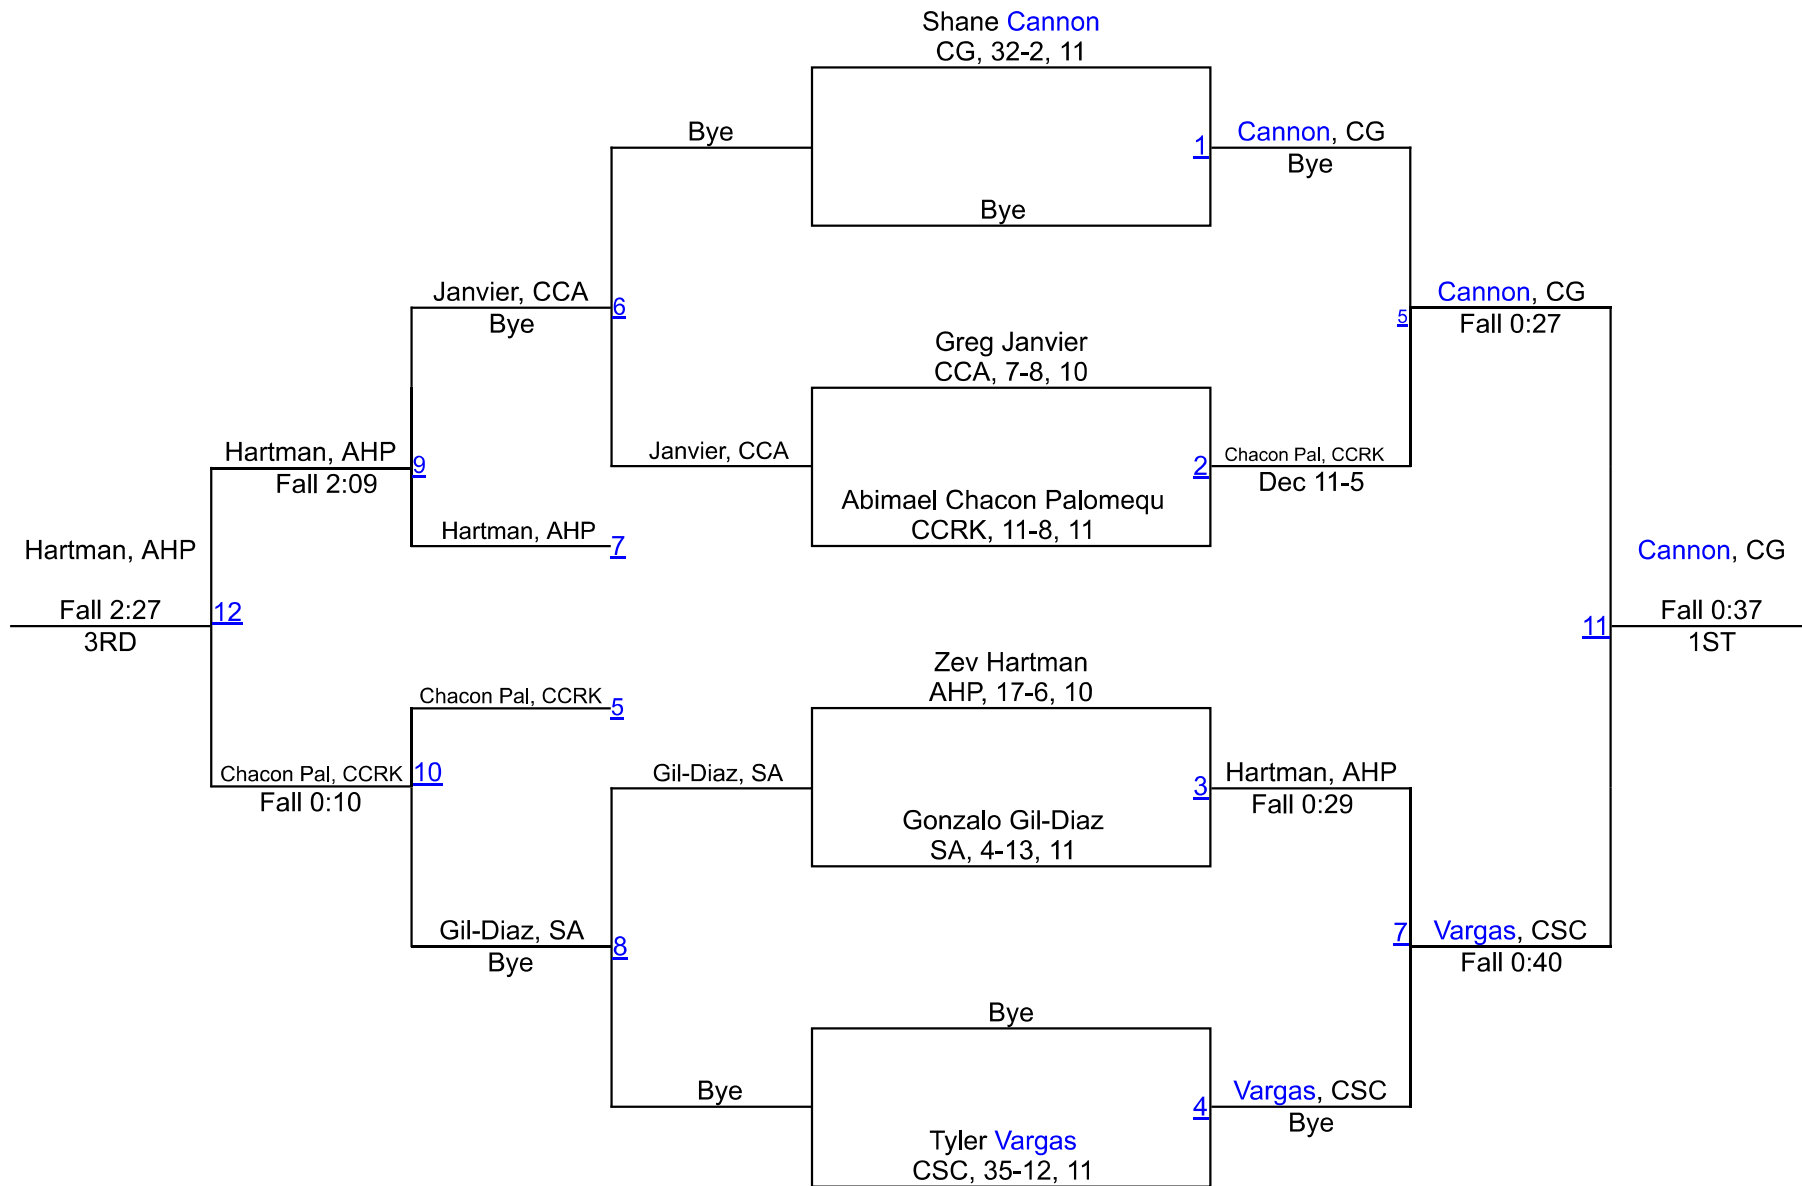 Shane Cannon
CG, 32-2, 11
Bye
1
Cannon, CG
Bye
Bye
Janvier, CCA
Bye
6
Cannon, CG
Fall 0:27
5
Greg Janvier
CCA, 7-8, 10
Hartman, AHP
Fall 2:09
9
Janvier, CCA
2
Chacon Pal, CCRK
Dec 11-5
Abimael Chacon Palomequ
CCRK, 11-8, 11
Hartman, AHP
7
Hartman, AHP
Fall 2:27
3RD
12
Cannon, CG
Fall 0:37
1ST
11
Zev Hartman
AHP, 17-6, 10
Chacon Pal, CCRK
5
Chacon Pal, CCRK
Fall 0:10
10
Gil-Diaz, SA
3
Hartman, AHP
Fall 0:29
Gonzalo Gil-Diaz
SA, 4-13, 11
Gil-Diaz, SA
Bye
8
7
Vargas, CSC
Fall 0:40
Bye
Bye
4
Vargas, CSC
Bye
Tyler Vargas
CSC, 35-12, 11